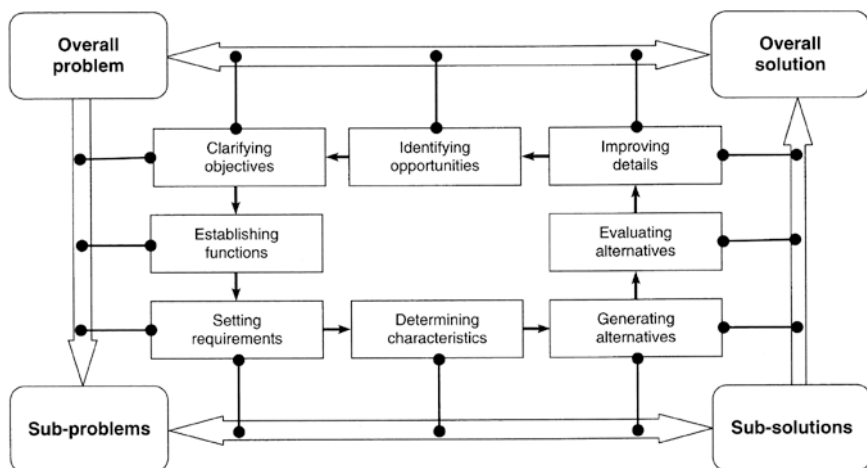 Overall
problem
Overall
solution
Clarifying
objectives
Identifying
opportunities
Improving
details
Establishing
functions
Evaluating
alternatives
Setting
requirements
Determining
characteristics
Generating
alternatives
Sub-problems
Sub-solutions